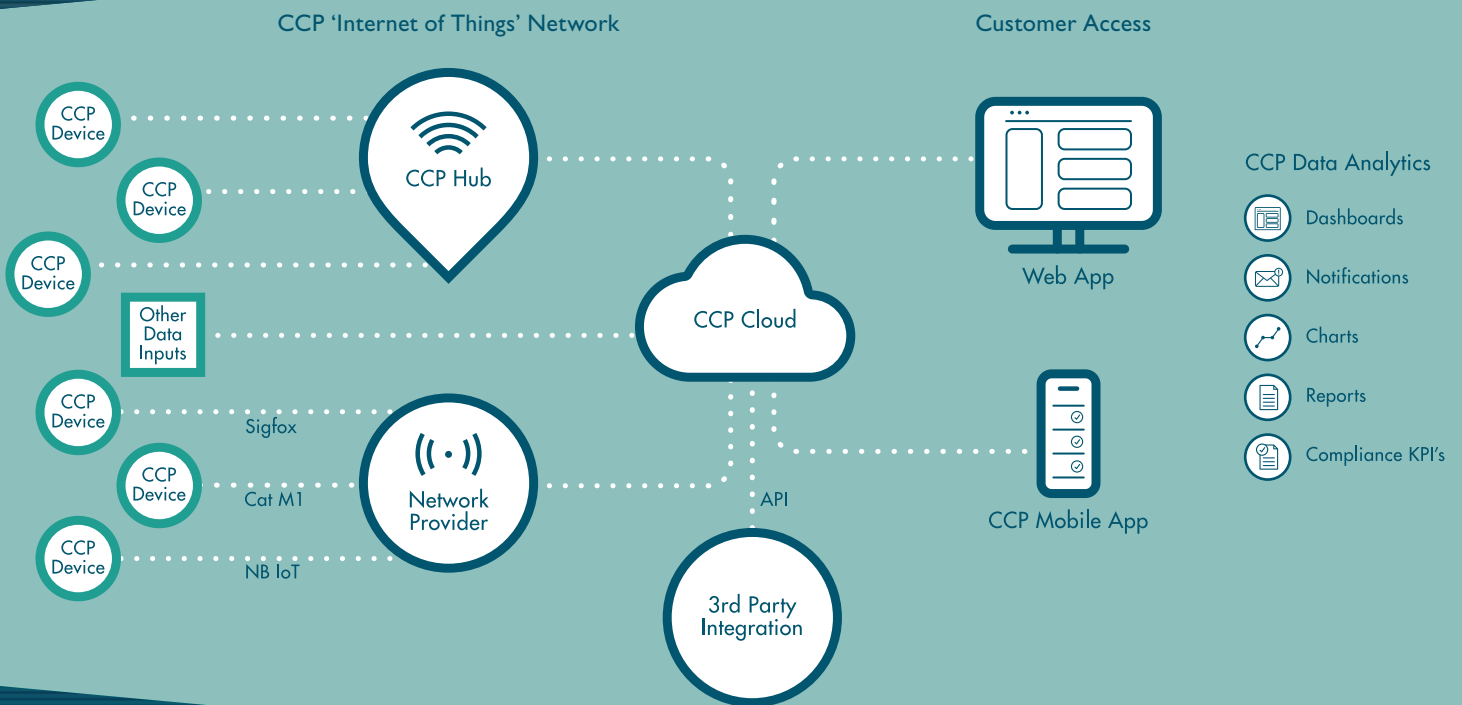 CCP ‘Internet of Things’ Network
Customer Access
CCP
Device
CCP
Device
CCP
Device
Other
Data
Inputs
CCP
Device
CCP
Device
CCP
Device
Sigfox
Cat M1
NB IoT
CCP Hub
Network
Provider
CCP Cloud
API
3rd Party
Integration
Web App
CCP Mobile App
CCP Data Analytics
Dashboards
Notifications
Charts
Reports
Compliance KPI's